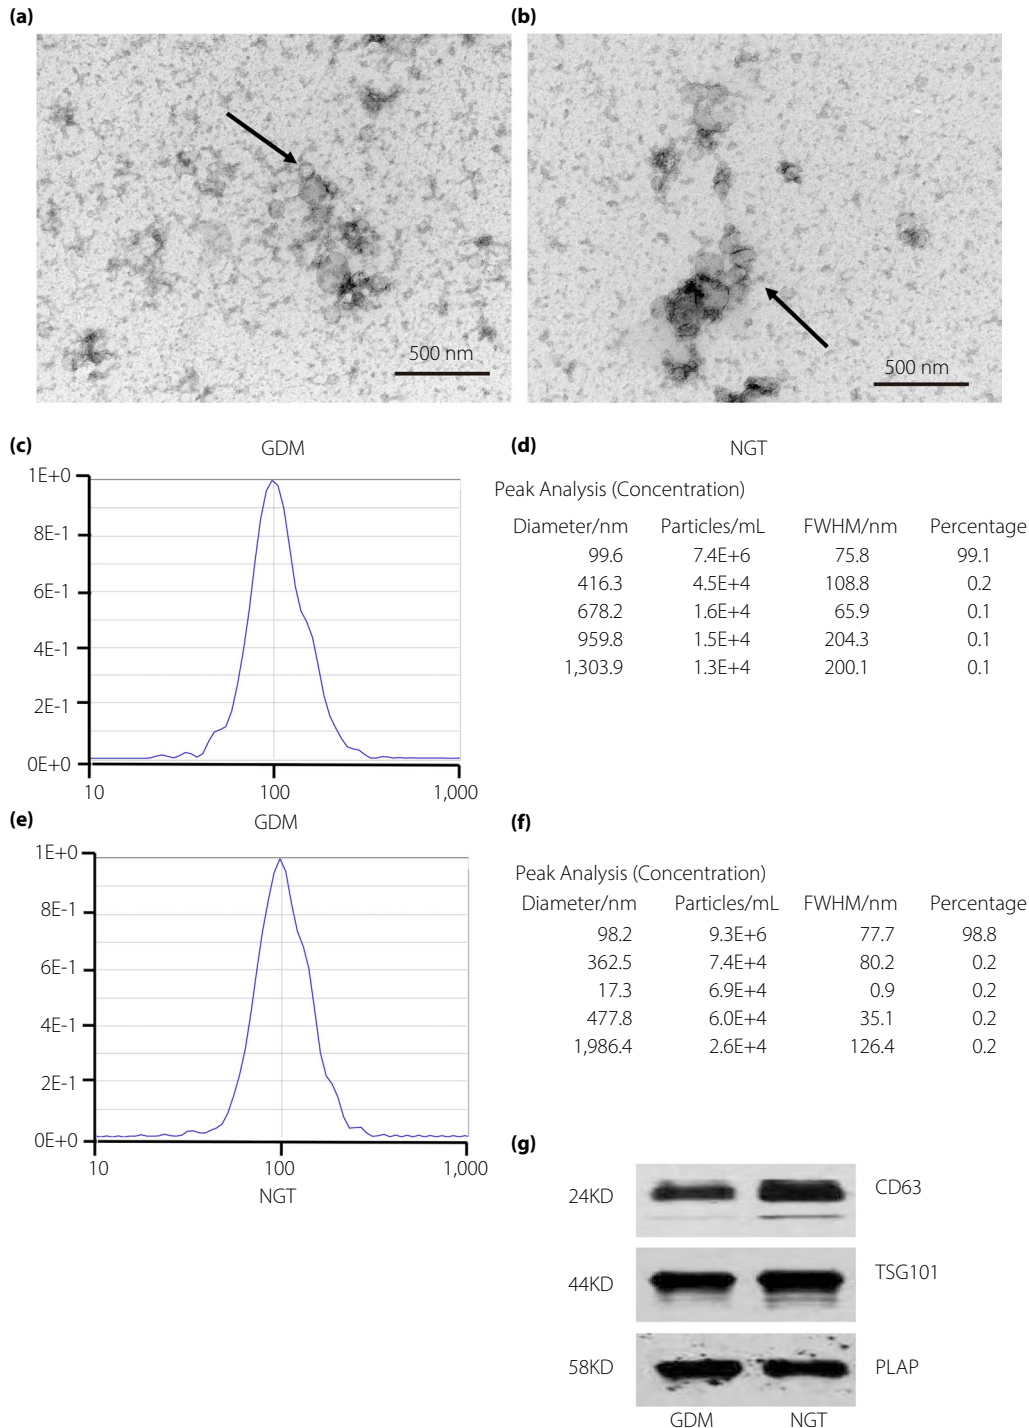 (a)
(b)
500 nm
500 nm
(c)
GDM
1E+0
8E-1
6E-1
4E-1
2E-1
0E+0
10
100
1,000
(d)
NGT
Peak Analysis (Concentration)
Diameter/nm Particles/mL FWHM/nm Percentage
99.6 7.4E+6 75.8 99.1
416.3 4.5E+4 108.8 0.2
678.2 1.6E+4 65.9 0.1
959.8 1.5E+4 204.3 0.1
1,303.9 1.3E+4 200.1 0.1
(e)
GDM
1E+0
8E-1
6E-1
4E-1
2E-1
0E+0
10
100
1,000
NGT
(f)
Peak Analysis (Concentration)
Diameter/nm Particles/mL FWHM/nm Percentage
98.2 9.3E+6 77.7 98.8
362.5 7.4E+4 80.2 0.2
17.3 6.9E+4 0.9 0.2
477.8 6.0E+4 35.1 0.2
1,986.4 2.6E+4 126.4 0.2
(g)
24KD CD63
44KD TSG101
58KD PLAP
GDM NGT